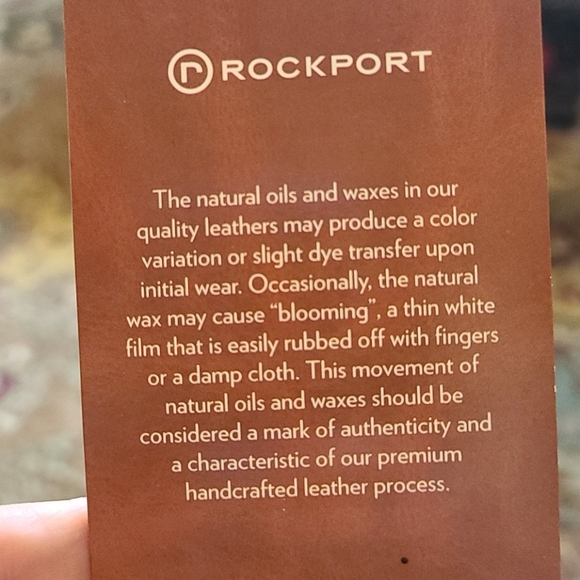 r ROCKPORT
The natural oils and waxes in our
quality leathers may produce a color
variation or slight dye transfer upon
initial wear. Occasionally, the natural
wax may cause "blooming", a thin white
film that is easily rubbed off with fingers
or a damp cloth. This movement of
natural oils and waxes should be
considered a mark of authenticity and
a characteristic of our premium
handcrafted leather process.